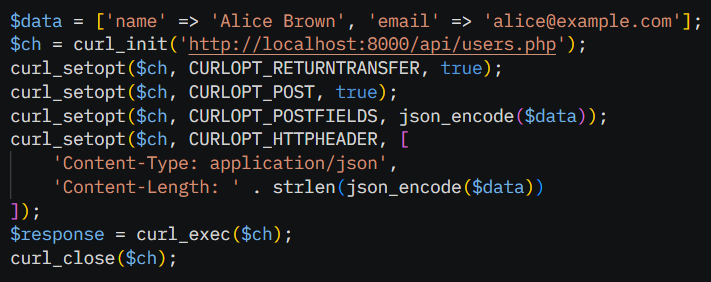 $data = ['name' => 'Alice Brown', 'email' => 'alice@example.com'];
$ch = curl_init('http://localhost:8000/api/users.php');
curl_setopt($ch, CURLOPT_RETURNTRANSFER, true);
curl_setopt($ch, CURLOPT_POST, true);
curl_setopt($ch, CURLOPT_POSTFIELDS, json_encode($data));
curl_setopt($ch, CURLOPT_HTTPHEADER, [
    'Content-Type: application/json',
    'Content-Length: ' . strlen(json_encode($data))
]);
$response = curl_exec($ch);
curl_close($ch);